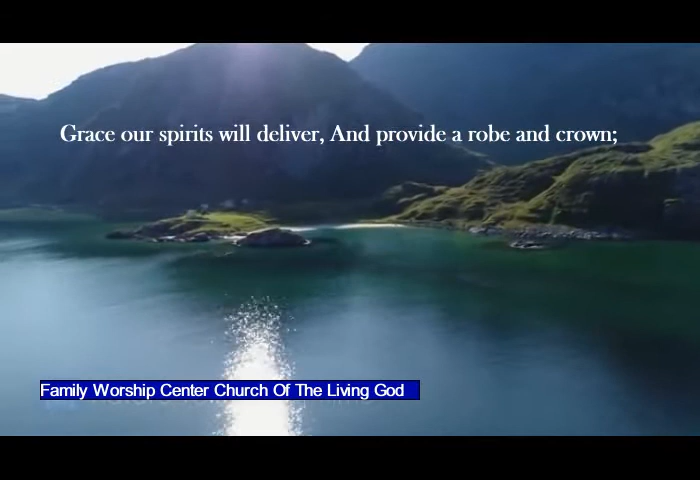 Grace our spirits will deliver, And provide a robe and crown;
Family Worship Center Church Of The Living God